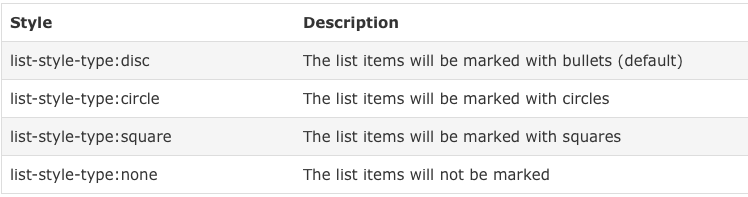 Style Description
list-style-type:disc The list items will be marked with bullets (default)
list-style-type:circle The list items will be marked with circles
list-style-type:square The list items will be marked with squares
list-style-type:none The list items will not be marked